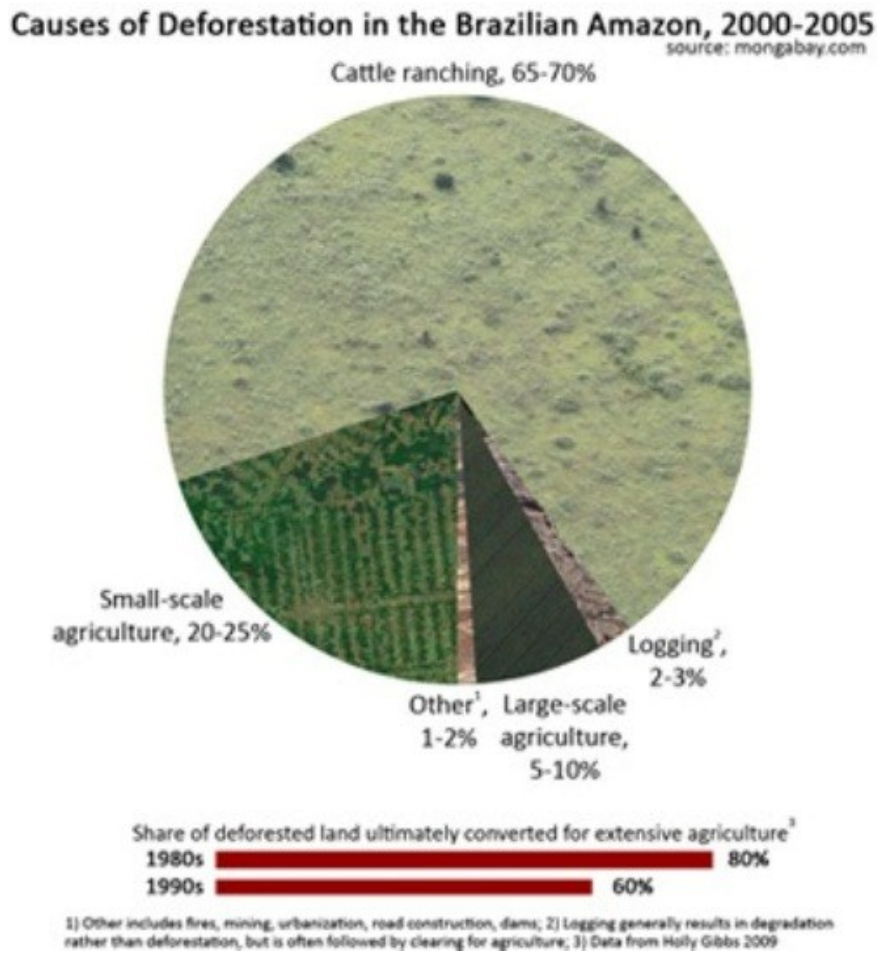 Causes of Deforestation in the Brazilian Amazon, 2000-2005
source: mongabay.com
Cattle ranching, 65-70%
Small-scale
agriculture, 20-25%
Logging²,
2-3%
Other¹,
1-2%
Large-scale
agriculture,
5-10%
Share of deforested land ultimately converted for extensive agriculture³
1980s 80%
1990s 60%
1) Other includes fires, mining, urbanization, road construction, dams; 2) Logging generally results in degradation
rather than deforestation, but is often followed by clearing for agriculture; 3) Data from Holly Gibbs 2009